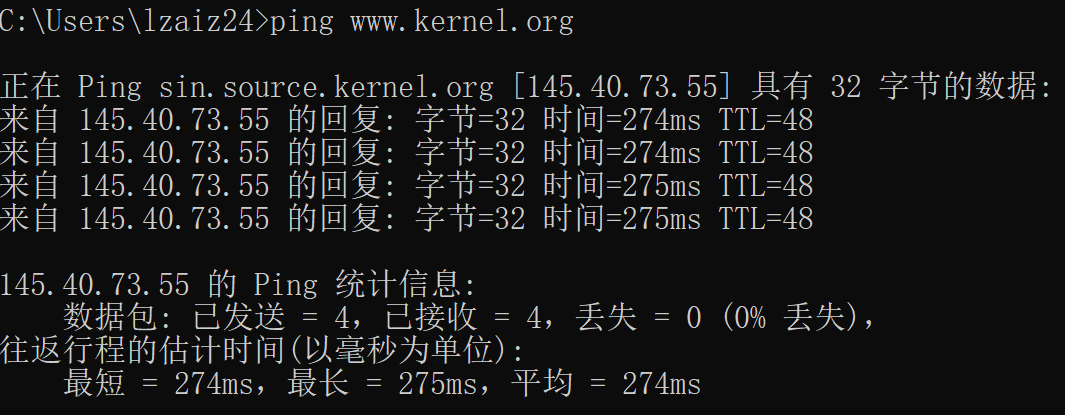 C:\Users\lzaiz24>ping www.kernel.org
正在 Ping sin.source.kernel.org [145.40.73.55] 具有 32 字节的数据:
来自 145.40.73.55 的回复: 字节=32 时间=274ms TTL=48
来自 145.40.73.55 的回复: 字节=32 时间=274ms TTL=48
来自 145.40.73.55 的回复: 字节=32 时间=275ms TTL=48
来自 145.40.73.55 的回复: 字节=32 时间=275ms TTL=48
145.40.73.55 的 Ping 统计信息:
数据包: 已发送 = 4，已接收 = 4，丢失 = 0 (0% 丢失)，
往返行程的估计时间(以毫秒为单位):
最短 = 274ms，最长 = 275ms，平均 = 274ms